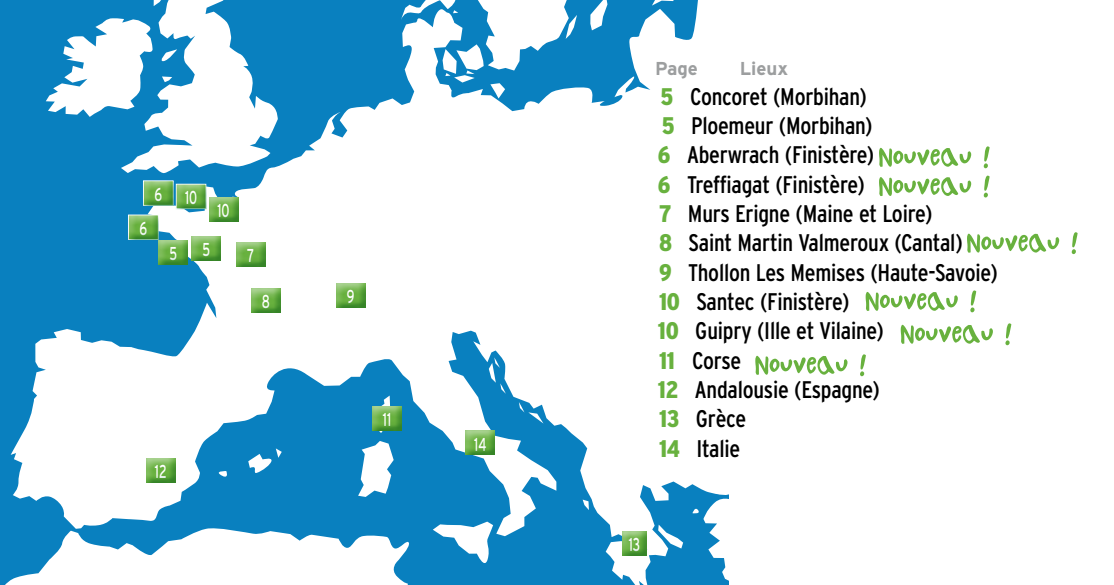 Page Lieux
5 Concoret (Morbihan)
5 Ploemeur (Morbihan)
6 Aberwrach (Finistère) Nouveau !
6 Treffiagat (Finistère) Nouveau !
7 Murs Erigne (Maine et Loire)
8 Saint Martin Valmeroux (Cantal) Nouveau !
9 Thollon Les Memises (Haute-Savoie)
10 Santec (Finistère) Nouveau !
10 Guipry (Ille et Vilaine) Nouveau !
11 Corse Nouveau !
12 Andalousie (Espagne)
13 Grèce
14 Italie
6 10
10
6
5 5 7
8 9
11
14
12
13